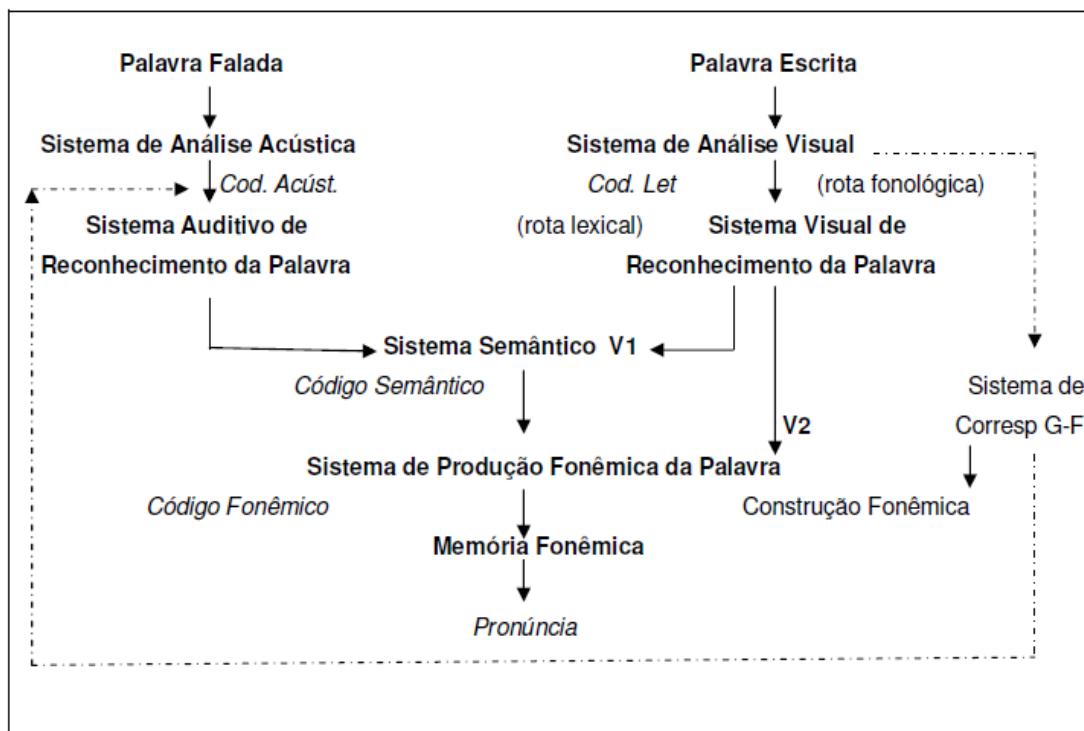 Palavra Falada
Palavra Escrita
Sistema de Análise Acústica
Sistema de Análise Visual
Cod. Acúst.
Cod. Let
(rota fonológica)
Sistema Auditivo de
Reconhecimento da Palavra
(rota lexical)
Sistema Visual de
Reconhecimento da Palavra
Sistema Semântico V1
Código Semântico
Sistema de
Corresp G-F
V2
Sistema de Produção Fonêmica da Palavra
Código Fonêmico
Construção Fonêmica
Memória Fonêmica
Pronúncia